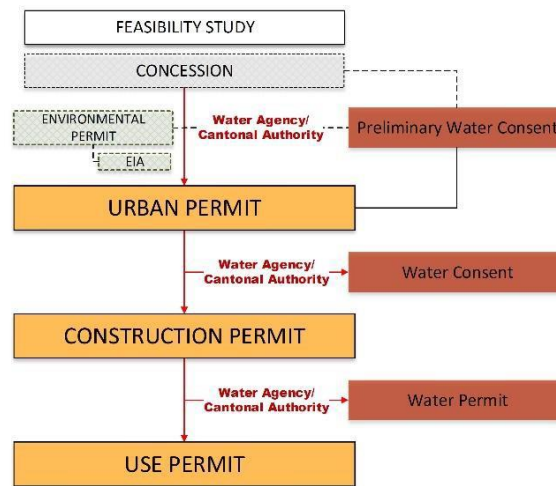 FEASIBILITY STUDY
CONCESSION
ENVIRONMENTAL
PERMIT
EIA
Water Agency/
Cantonal Authority
Preliminary Water Consent
URBAN PERMIT
Water Agency/
Cantonal Authority
Water Consent
CONSTRUCTION PERMIT
Water Agency/
Cantonal Authority
Water Permit
USE PERMIT